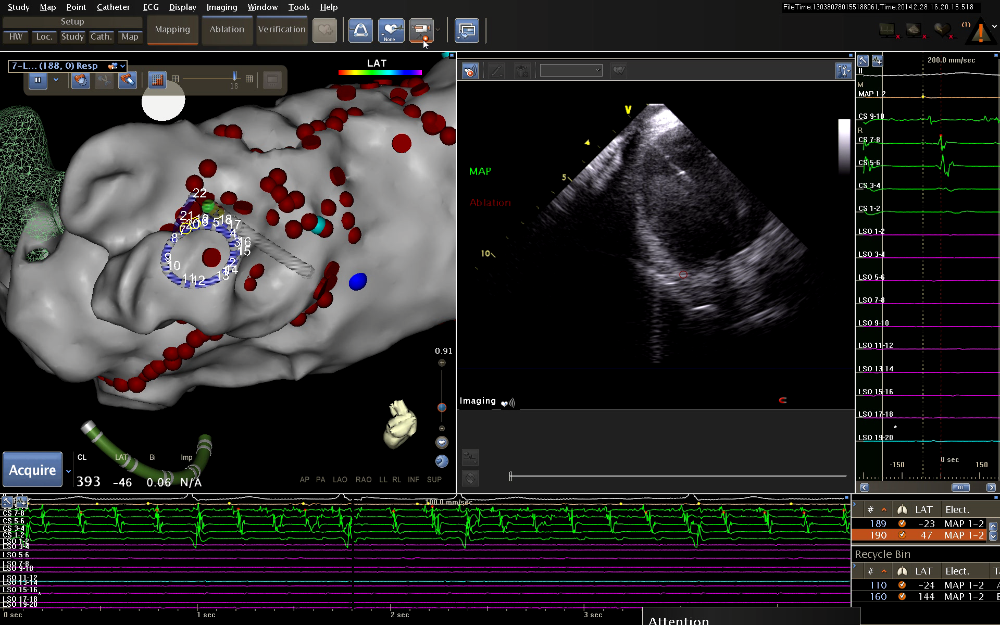 Study Map Point Catheter ECG Display Imaging Window Tools Help
FileTime:130380780155188061,Time:2014.2.28.16.20.15.518
Setup
HW Loc. Study Cath. Map
Mapping Ablation Verification
None
(1)
7-L... (188, 0) Resp
18
LAT
22
21
8
9
10
12
17
16
15
0.91
CL LAT Bi Imp
Acquire
393 -46 0.06 N/A
AP PA LAO RAO LL RL INF SUP
V
5
10
MAP
Ablation
Imaging
200.0 mm/sec
II
M
MAP 1-2
CS 9-10
R
CS 7-8
CS 5-6
CS 3-4
CS 1-2
LSO 1-2
LSO 3-4
LSO 5-6
LSO 7-8
LSO 9-10
LSO 11-12
LSO 13-14
LSO 15-16
LSO 17-18
*
LSO 19-20
-150 0 sec 150
100.0 mm/sec
CS 7-8
CS 5-6
CS 3-4
CS 1-2
LSO 1-2
LSO 3-4
LSO 5-6
LSO 7-8
LSO 9-10
LSO 11-12
LSO 13-14
LSO 15-16
*
LSO 17-18
LSO 19-20
0 sec 1 sec 2 sec 3 sec
# LAT Elect.
189 -23 MAP 1-2
190 47 MAP 1-2
Recycle Bin
# LAT Elect.
110 -24 MAP 1-2
160 144 MAP 1-2
Attention